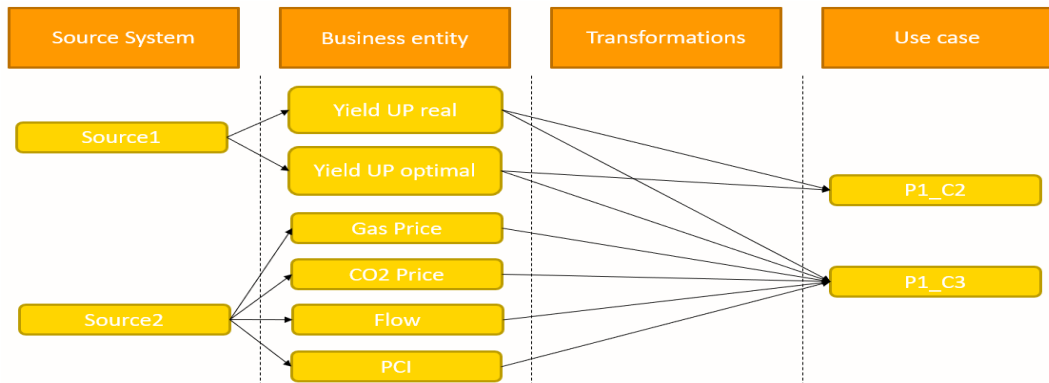 Source System
Business entity
Transformations
Use case
Source1
Yield UP real
Yield UP optimal
P1_C2
Gas Price
CO2 Price
P1_C3
Source2
Flow
PCI